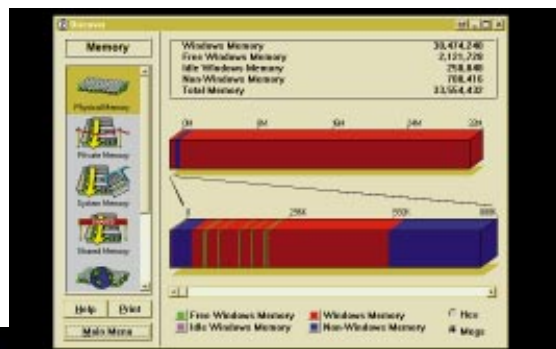 Memory
Windows Memory 30,474,240
Free Windows Memory 2,121,728
Idle Windows Memory 250,048
Non-Windows Memory 708,416
Total Memory 33,554,432
Physical Memory
Private Memory
System Memory
Shared Memory
0M 8M 16M 24M 32M
0
Help Print
Main Menu
Free Windows Memory Windows Memory Hex
Idle Windows Memory Non-Windows Memory Megs